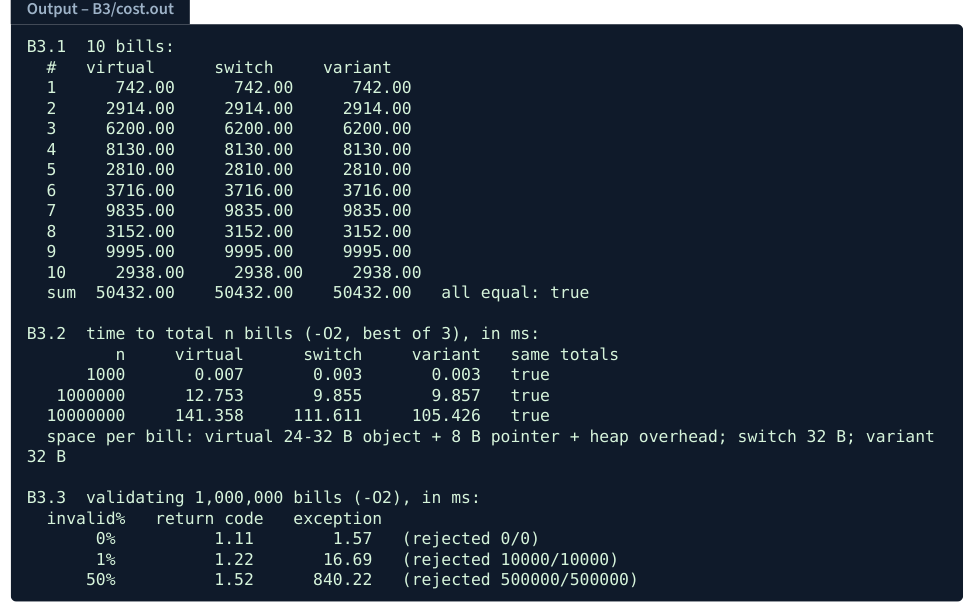 Output – B3/cost.out
B3.1  10 bills:
  #   virtual      switch     variant
  1      742.00      742.00      742.00
  2     2914.00     2914.00     2914.00
  3     6200.00     6200.00     6200.00
  4     8130.00     8130.00     8130.00
  5     2810.00     2810.00     2810.00
  6     3716.00     3716.00     3716.00
  7     9835.00     9835.00     9835.00
  8     3152.00     3152.00     3152.00
  9     9995.00     9995.00     9995.00
  10     2938.00     2938.00     2938.00
  sum  50432.00    50432.00    50432.00   all equal: true
B3.2  time to total n bills (-O2, best of 3), in ms:
         n     virtual      switch     variant   same totals
      1000       0.007       0.003       0.003   true
   1000000      12.753       9.855       9.857   true
  10000000     141.358     111.611     105.426   true
  space per bill: virtual 24-32 B object + 8 B pointer + heap overhead; switch 32 B; variant
32 B
B3.3  validating 1,000,000 bills (-O2), in ms:
  invalid%   return code   exception
       0%          1.11        1.57   (rejected 0/0)
       1%          1.22       16.69   (rejected 10000/10000)
      50%          1.52      840.22   (rejected 500000/500000)